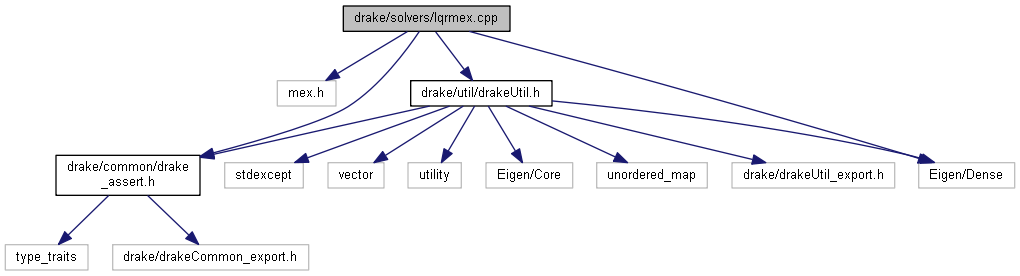 drake/solvers/lqrmex.cpp
mex.h
drake/util/drakeUtil.h
drake/common/drake
_assert.h
stdexcept
vector
utility
Eigen/Core
unordered_map
drake/drakeUtil_export.h
Eigen/Dense
type_traits
drake/drakeCommon_export.h